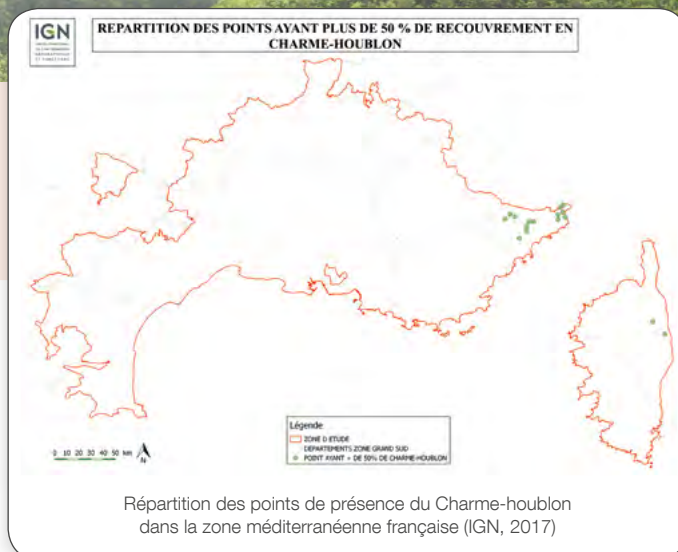 IGN
REPARTITION DES POINTS AYANT PLUS DE 50 % DE RECOUVREMENT EN
CHARME-HOUBLON
Légende
ZONE D ETUDE
DEPARTEMENTS ZONE GRAND SUD
POINT AYANT + DE 50% DE CHARME-HOUBLON
0 10 20 30 40 50 km
N
Répartition des points de présence du Charme-houblon
dans la zone méditerranéenne française (IGN, 2017)